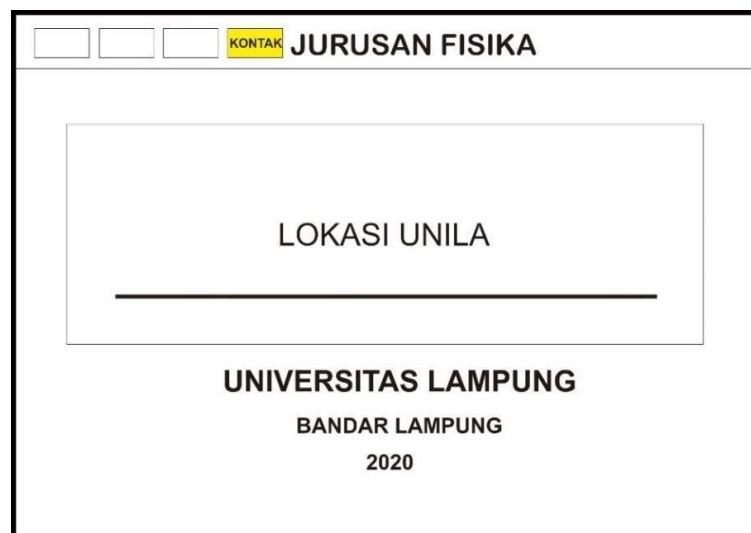 KONTAK JURUSAN FISIKA
LOKASI UNILA
UNIVERSITAS LAMPUNG
BANDAR LAMPUNG
2020